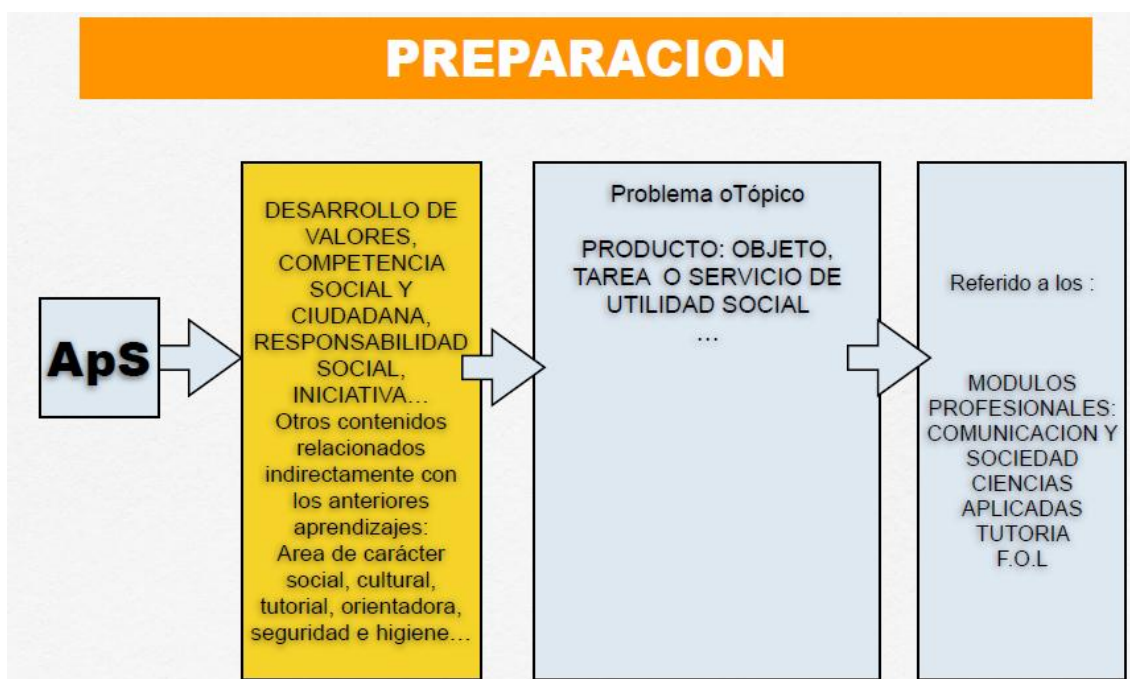 PREPARACION
ApS
DESARROLLO DE
VALORES,
COMPETENCIA
SOCIAL Y
CIUDADANA,
RESPONSABILIDAD
SOCIAL,
INICIATIVA...
Otros contenidos
relacionados
indirectamente con
los anteriores
aprendizajes:
Area de carácter
social, cultural,
tutorial, orientadora,
seguridad e higiene...
Problema oTópico
PRODUCTO: OBJETO,
TAREA O SERVICIO DE
UTILIDAD SOCIAL
...
Referido a los :
MODULOS
PROFESIONALES:
COMUNICACION Y
SOCIEDAD
CIENCIAS
APLICADAS
TUTORIA
F.O.L